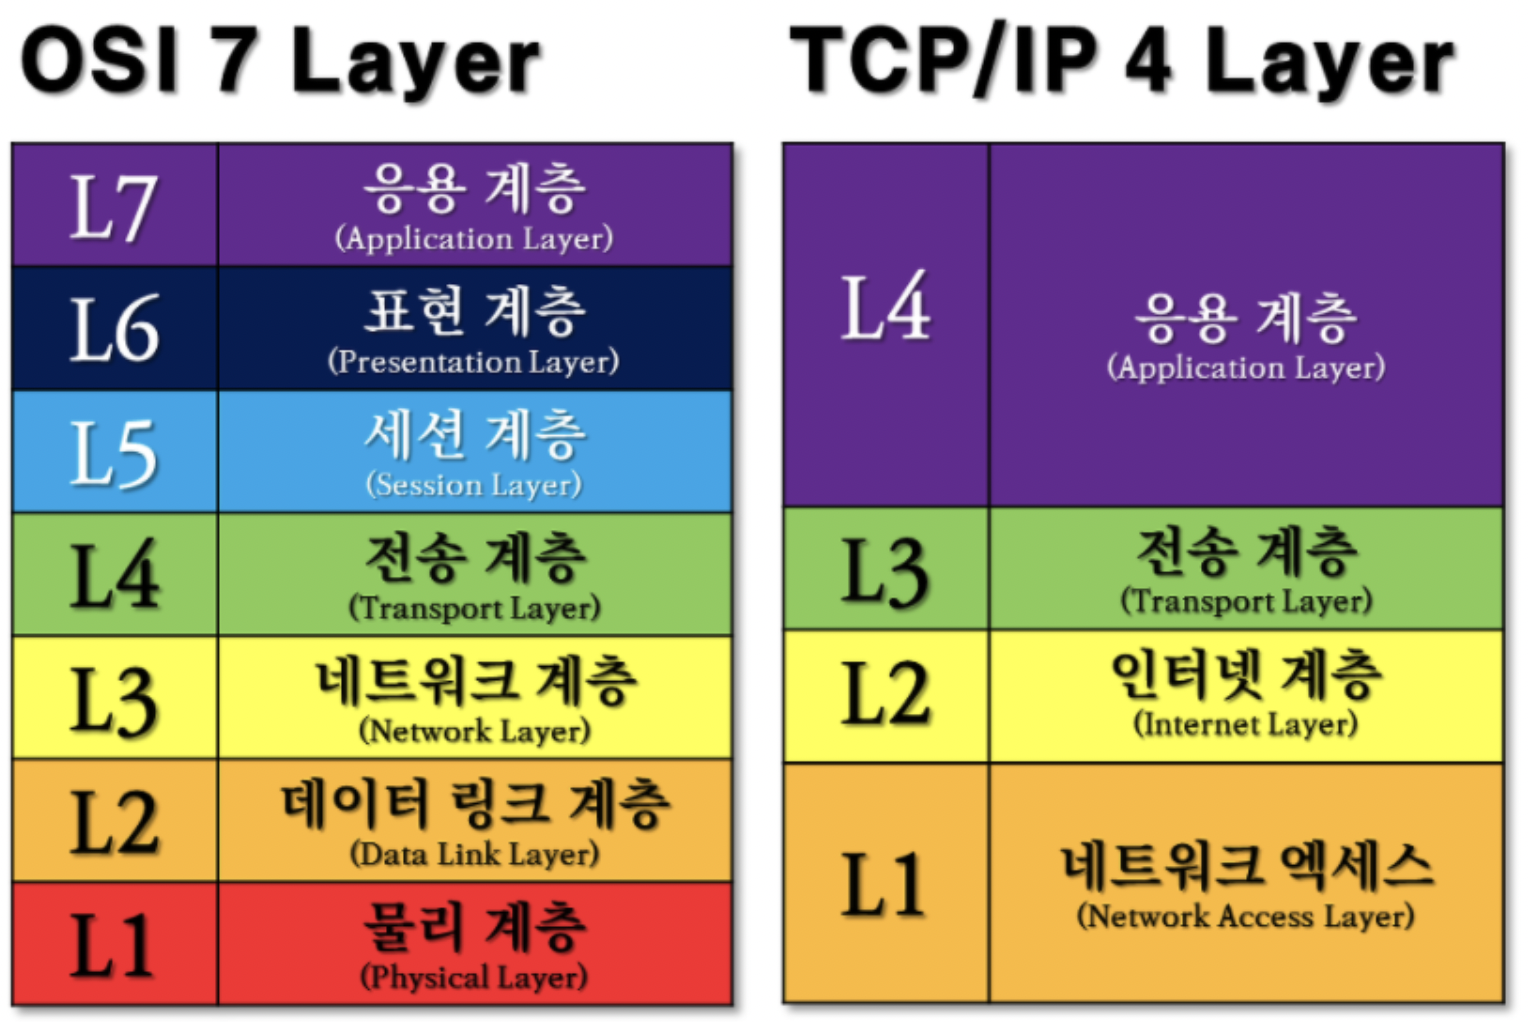 OSI 7 Layer
L7
응용 계층
(Application Layer)
L6
표현 계층
(Presentation Layer)
L5
세션 계층
(Session Layer)
L4
전송 계층
(Transport Layer)
L3
네트워크 계층
(Network Layer)
L2
데이터 링크 계층
(Data Link Layer)
L1
물리 계층
(Physical Layer)
TCP/IP 4 Layer
L4
응용 계층
(Application Layer)
L3
전송 계층
(Transport Layer)
L2
인터넷 계층
(Internet Layer)
L1
네트워크 엑세스
(Network Access Layer)